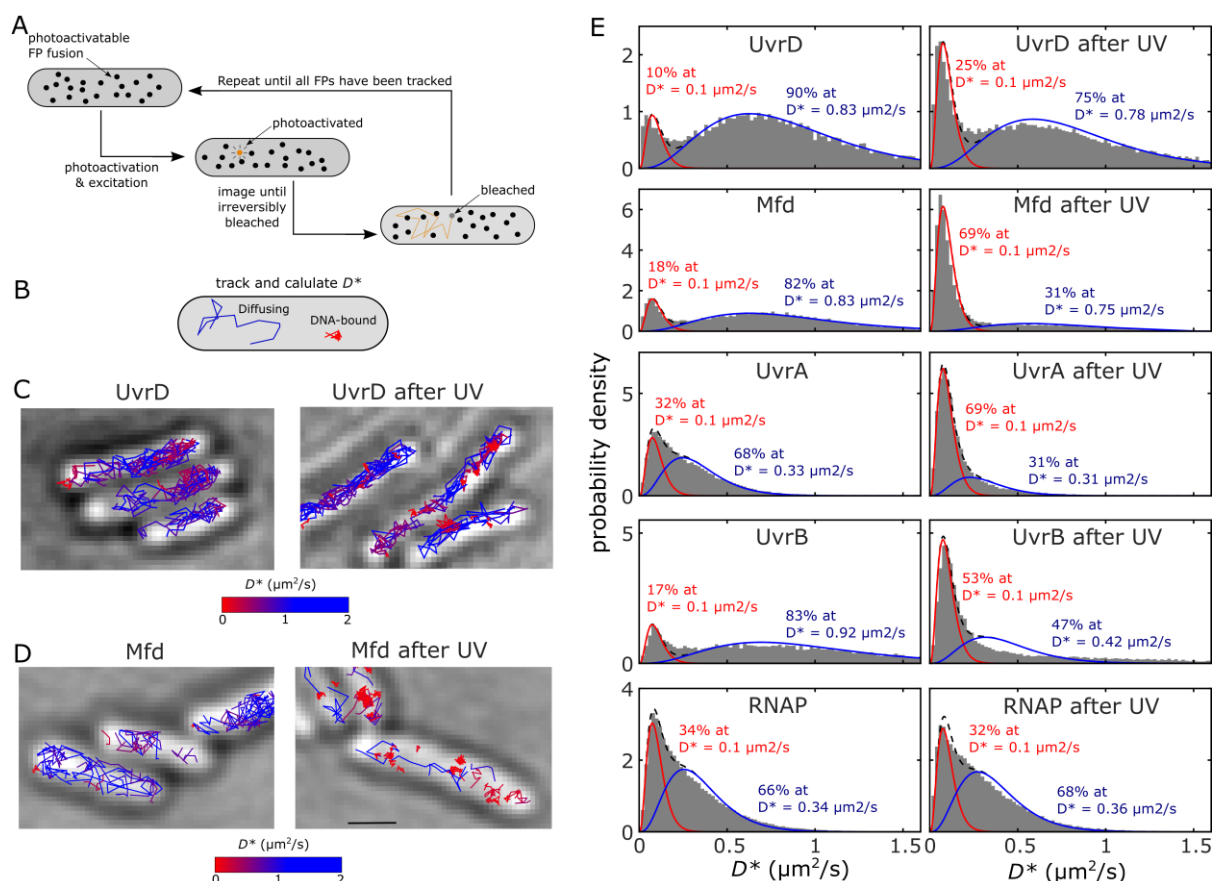 A
photoactivatable
FP fusion
Repeat until all FPs have been tracked
photoactivated
photoactivation
& excitation
image until
irreversibly
bleached
bleached
B
track and calulate D*
Diffusing
DNA-bound
C
UvrD
UvrD after UV
D* (µm²/s)
0
1
2
D
Mfd
Mfd after UV
D* (µm²/s)
0
1
2
E
probability density
UvrD
10% at
D* = 0.1 µm2/s
90% at
D* = 0.83 µm2/s
2
1
0
UvrD after UV
25% at
D* = 0.1 µm2/s
75% at
D* = 0.78 µm2/s
Mfd
18% at
D* = 0.1 µm2/s
82% at
D* = 0.83 µm2/s
6
4
2
0
Mfd after UV
69% at
D* = 0.1 µm2/s
31% at
D* = 0.75 µm2/s
UvrA
32% at
D* = 0.1 µm2/s
68% at
D* = 0.33 µm2/s
5
0
UvrA after UV
69% at
D* = 0.1 µm2/s
31% at
D* = 0.31 µm2/s
UvrB
17% at
D* = 0.1 µm2/s
83% at
D* = 0.92 µm2/s
5
0
UvrB after UV
53% at
D* = 0.1 µm2/s
47% at
D* = 0.42 µm2/s
RNAP
34% at
D* = 0.1 µm2/s
66% at
D* = 0.34 µm2/s
4
2
0
RNAP after UV
32% at
D* = 0.1 µm2/s
68% at
D* = 0.36 µm2/s
0 0.5 1 1.5
0 0.5 1 1.5
D* (µm²/s)
D* (µm²/s)